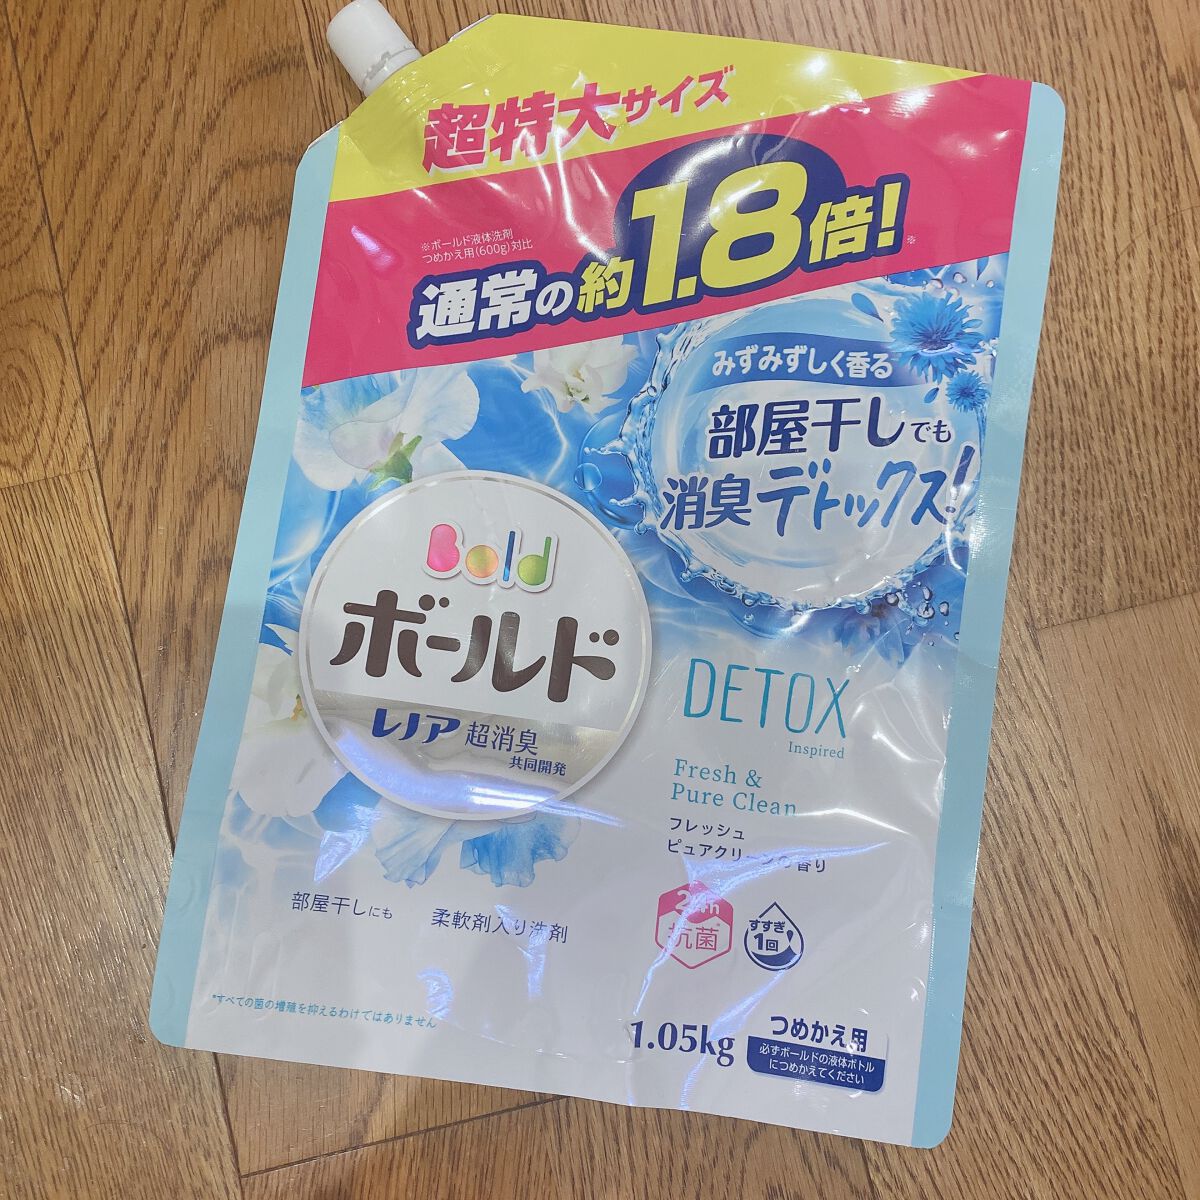 超特大サイズ
※ボールド液体洗剤
つめかえ用(600g)対比
通常の約1.8倍!※
みずみずしく香る
部屋干しでも
消臭デトックス!
Bold
ボールド
レノア超消臭
共同開発
DETOX
Inspired
Fresh &
Pure Clean
フレッシュ
ピュアクリーンの香り
部屋干しにも 柔軟剤入り洗剤
24h
抗菌*
すすぎ
1回
*すべての菌の増殖を抑えるわけではありません
1.05kg
つめかえ用
必ずボールドの液体ボトル
につめかえてください